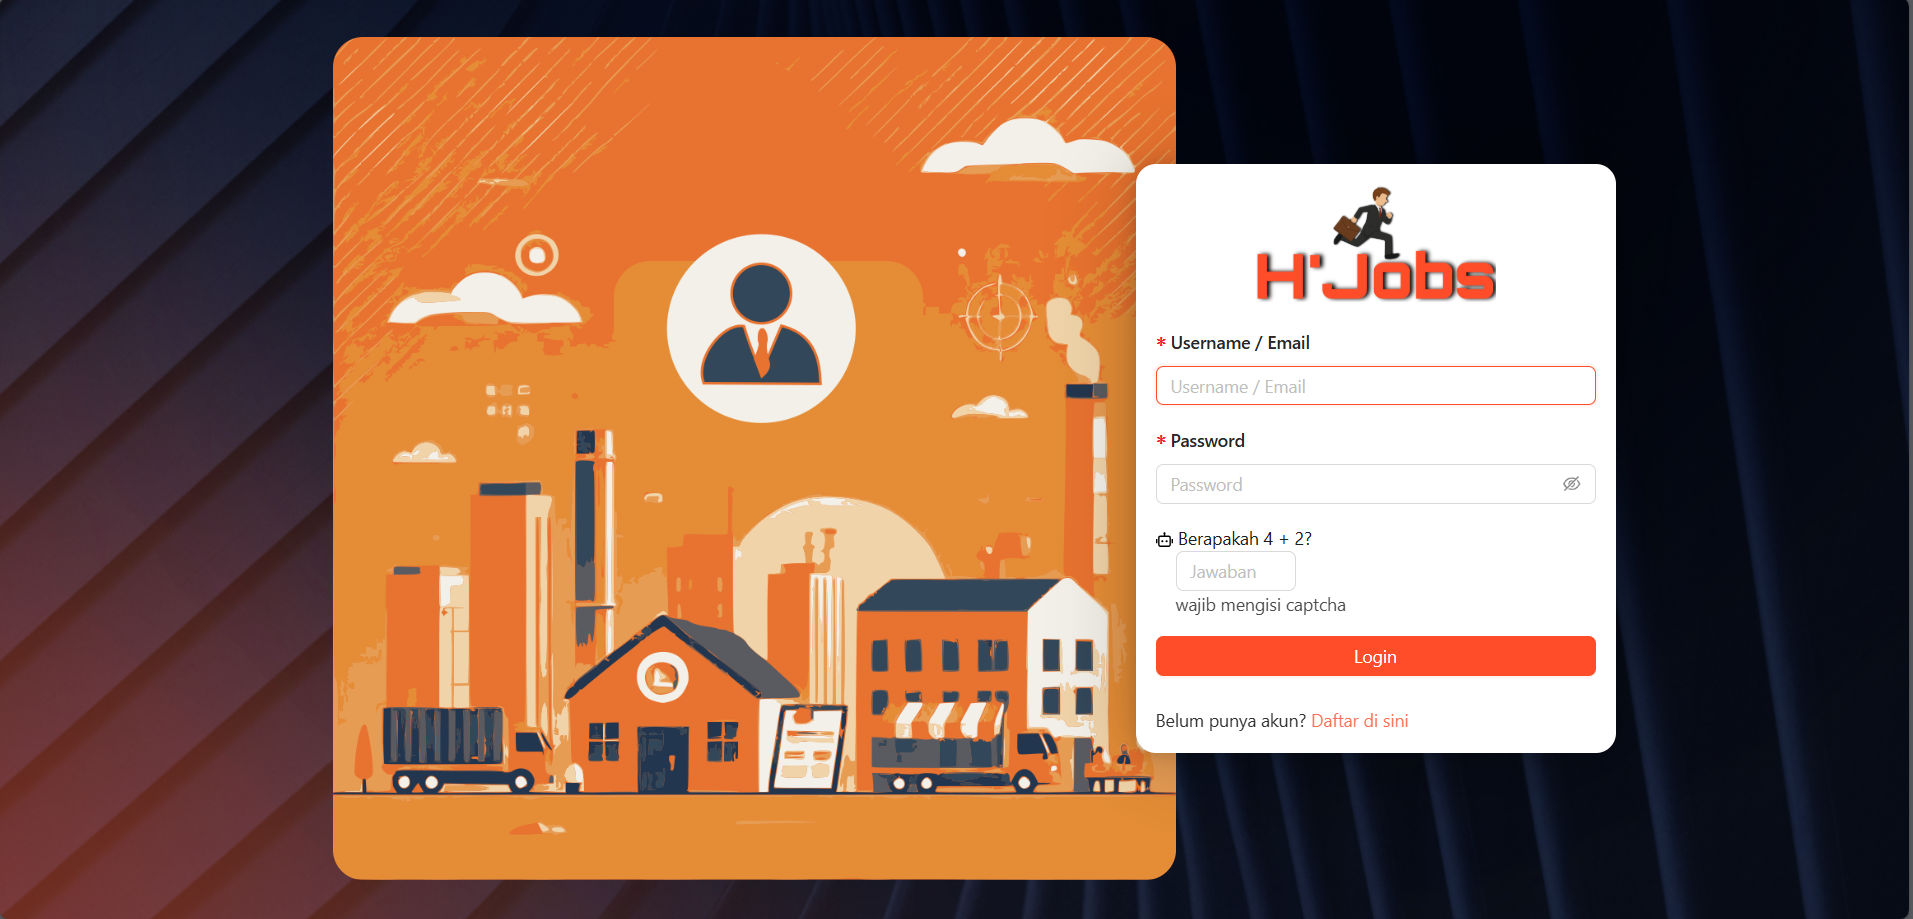 H'Jobs
* Username / Email
Username / Email
* Password
Password
Berapakah 4 + 2?
Jawaban
wajib mengisi captcha
Login
Belum punya akun? Daftar di sini